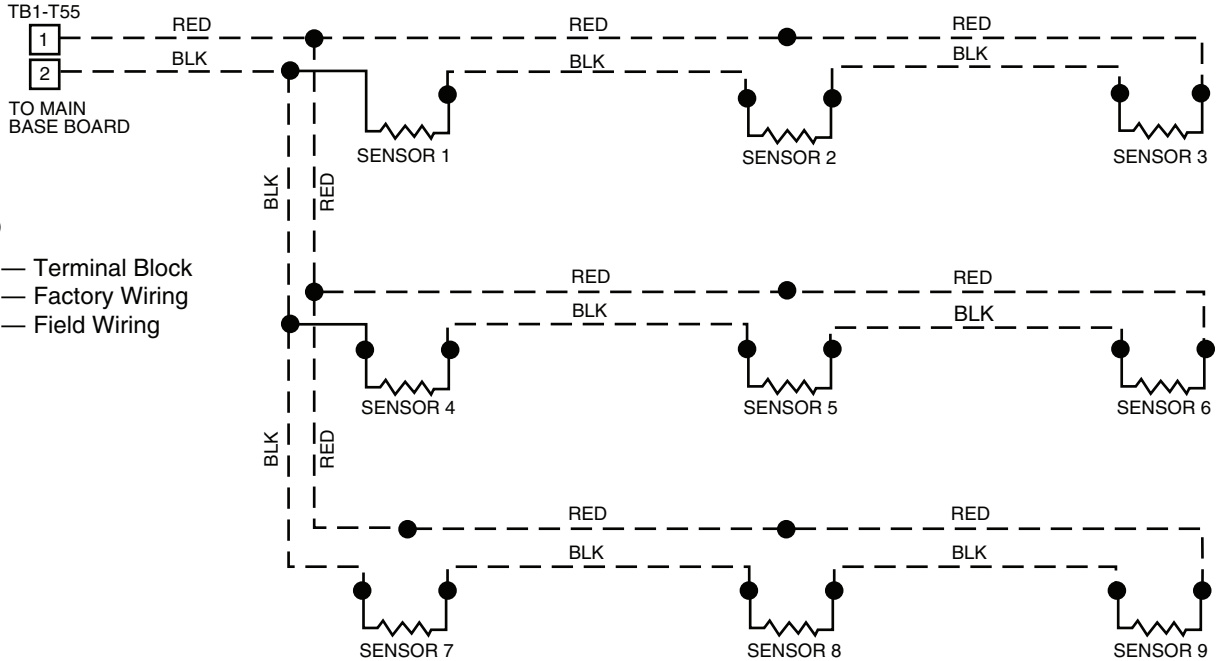 TB1-T55
1
RED
RED
RED
2
BLK
BLK
BLK
TO MAIN
BASE BOARD
SENSOR 1
SENSOR 2
SENSOR 3
BLK
RED
— Terminal Block
— Factory Wiring
— Field Wiring
RED
RED
BLK
BLK
SENSOR 4
SENSOR 5
SENSOR 6
BLK
RED
RED
RED
BLK
BLK
SENSOR 7
SENSOR 8
SENSOR 9